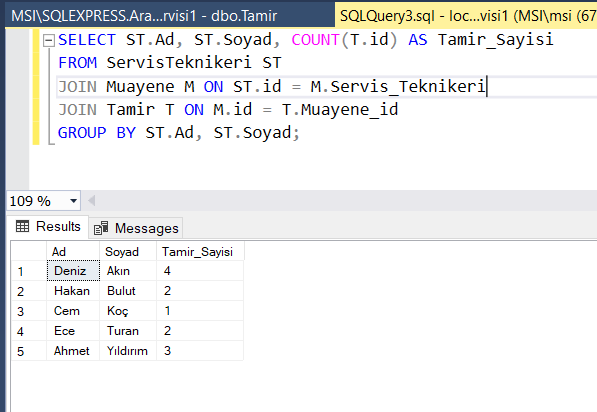 MSI\SQLEXPRESS.Ara...rvisi1 - dbo.Tamir
SQLQuery3.sql - loc...visi1 (MSI\msi (67
SELECT ST.Ad, ST.Soyad, COUNT(T.id) AS Tamir_Sayisi
FROM ServisTeknikeri ST
JOIN Muayene M ON ST.id = M.Servis_Teknikeri
JOIN Tamir T ON M.id = T.Muayene_id
GROUP BY ST.Ad, ST.Soyad;
109 %
Results Messages
Ad Soyad Tamir_Sayisi
1 Deniz Akın 4
2 Hakan Bulut 2
3 Cem Koç 1
4 Ece Turan 2
5 Ahmet Yıldırım 3